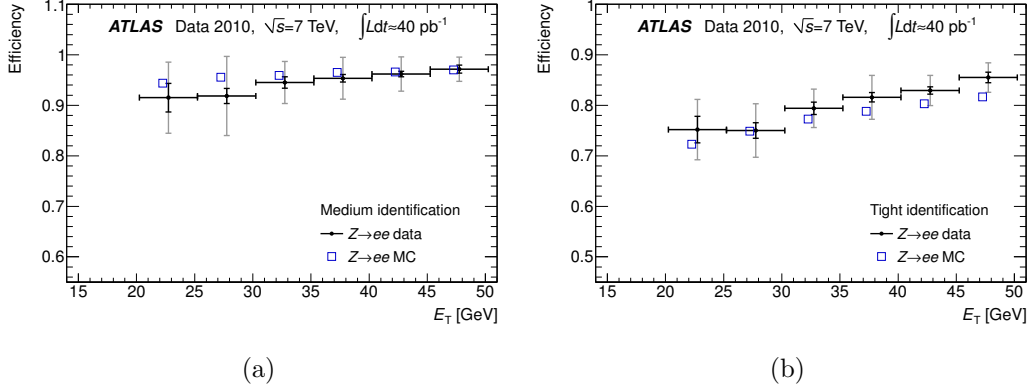 ATLAS Data 2010, √s=7 TeV, ∫Ldt≈40 pb⁻¹
Efficiency
1.1
1
0.9
0.8
0.7
0.6
Medium identification
Z→ee data
Z→ee MC
15 20 25 30 35 40 45 50
E_T [GeV]
(a)
ATLAS Data 2010, √s=7 TeV, ∫Ldt≈40 pb⁻¹
Efficiency
1
0.9
0.8
0.7
0.6
0.5
Tight identification
Z→ee data
Z→ee MC
15 20 25 30 35 40 45 50
E_T [GeV]
(b)